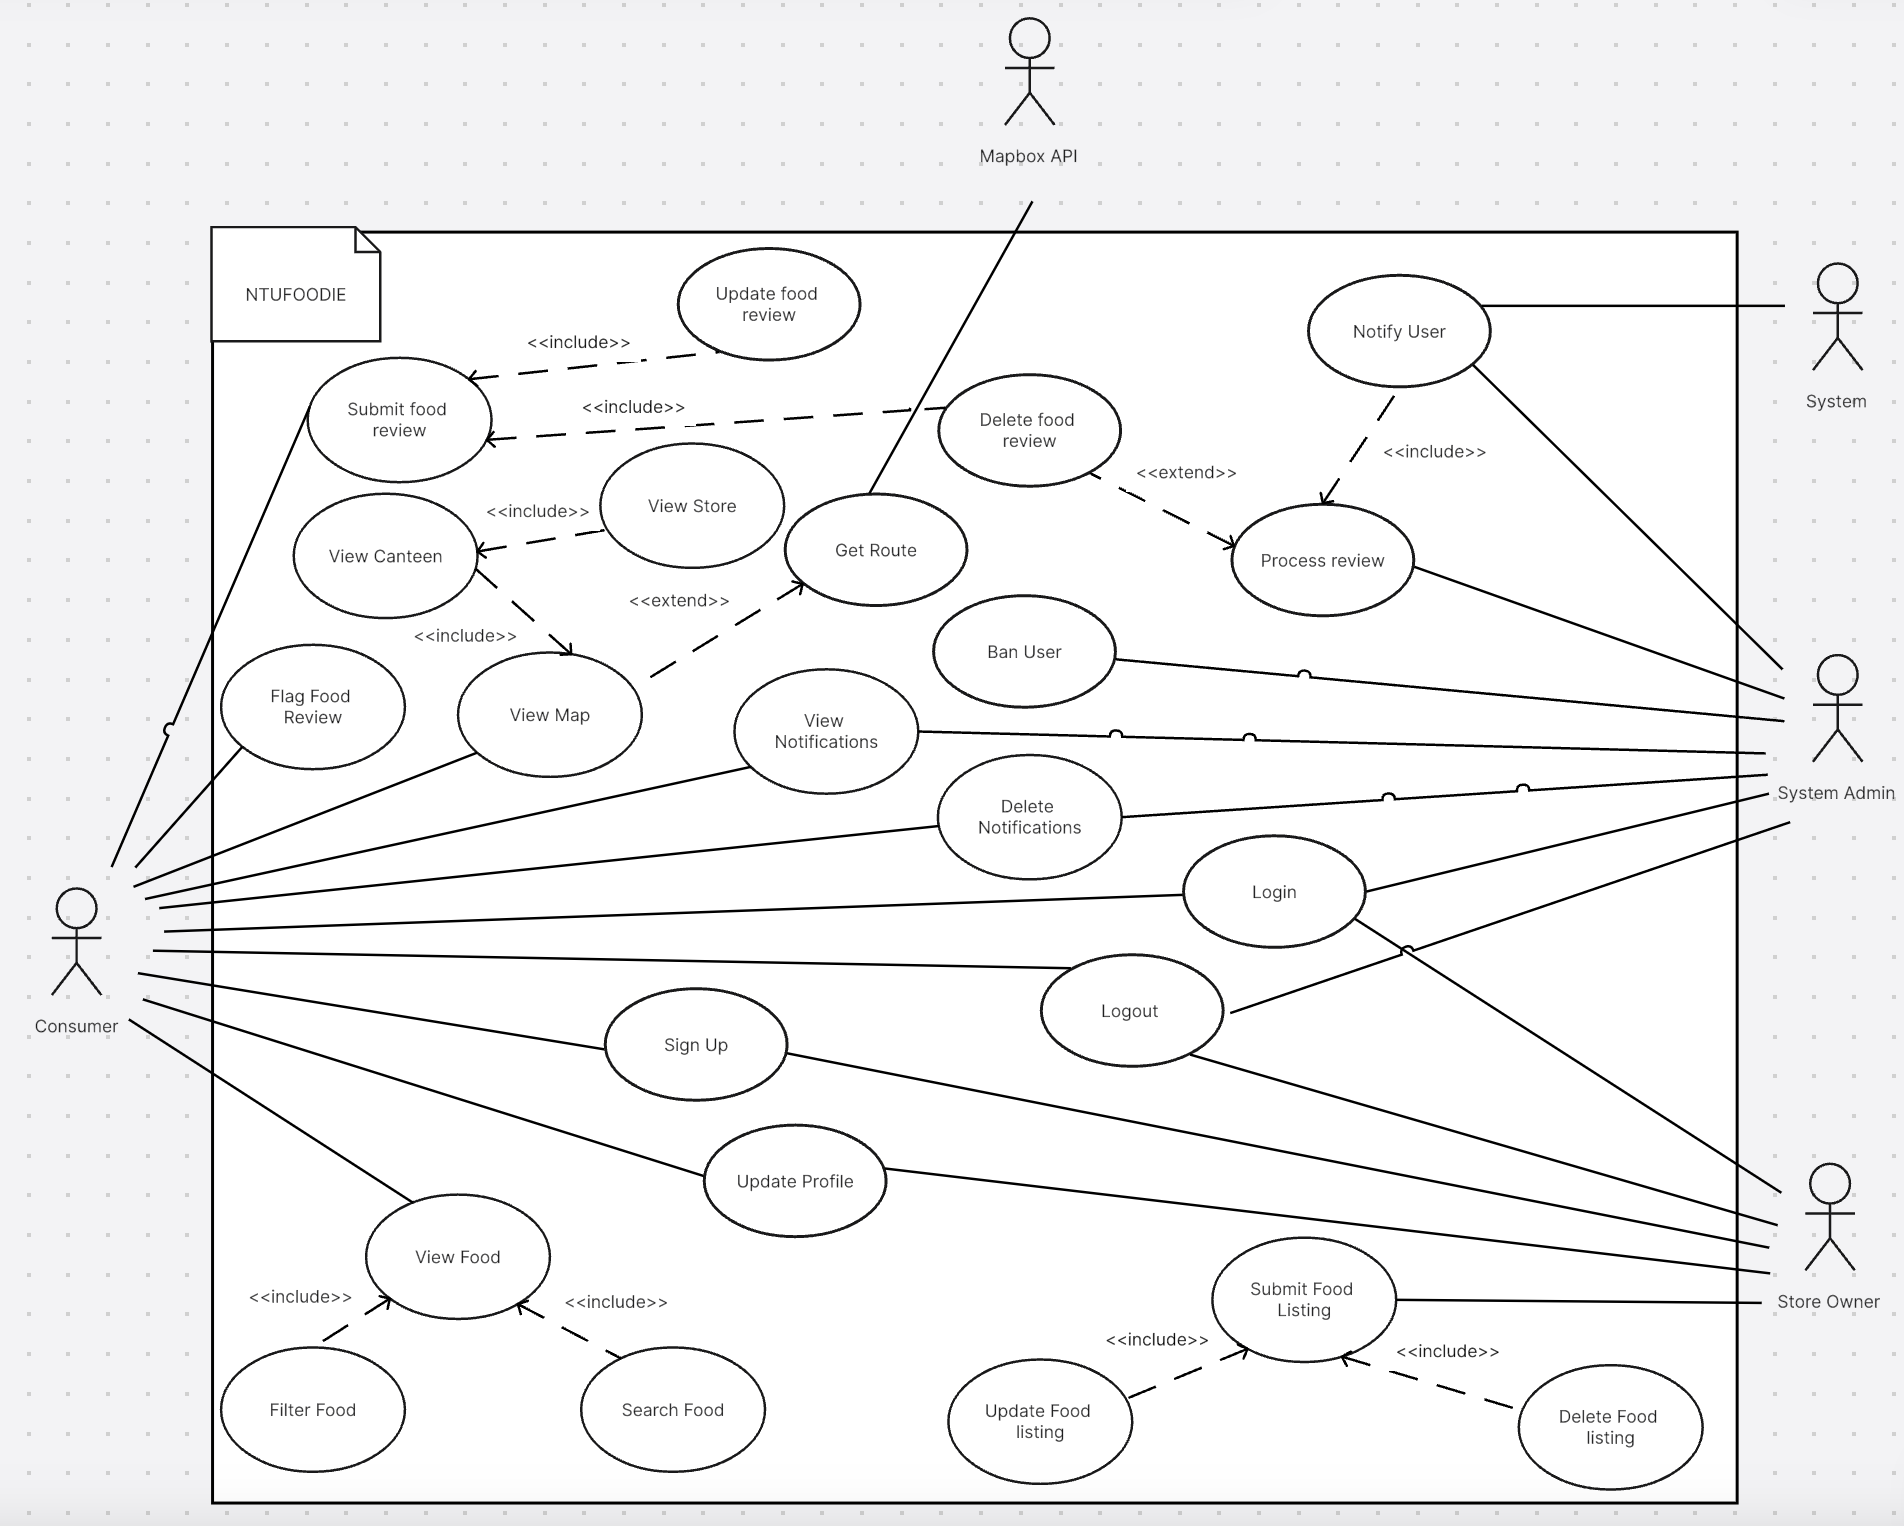 Mapbox API
NTUFOODIE
Update food
review
Notify User
System
<<include>>
Submit food
review
<<include>>
Delete food
review
<<include>>
<<extend>>
View Store
<<include>>
View Canteen
Get Route
Process review
<<extend>>
<<include>>
Ban User
Flag Food
Review
View Map
View
Notifications
System Admin
Delete
Notifications
Login
Consumer
Logout
Sign Up
Update Profile
View Food
Submit Food
Listing
Store Owner
<<include>>
<<include>>
<<include>>
<<include>>
Filter Food
Search Food
Update Food
listing
Delete Food
listing